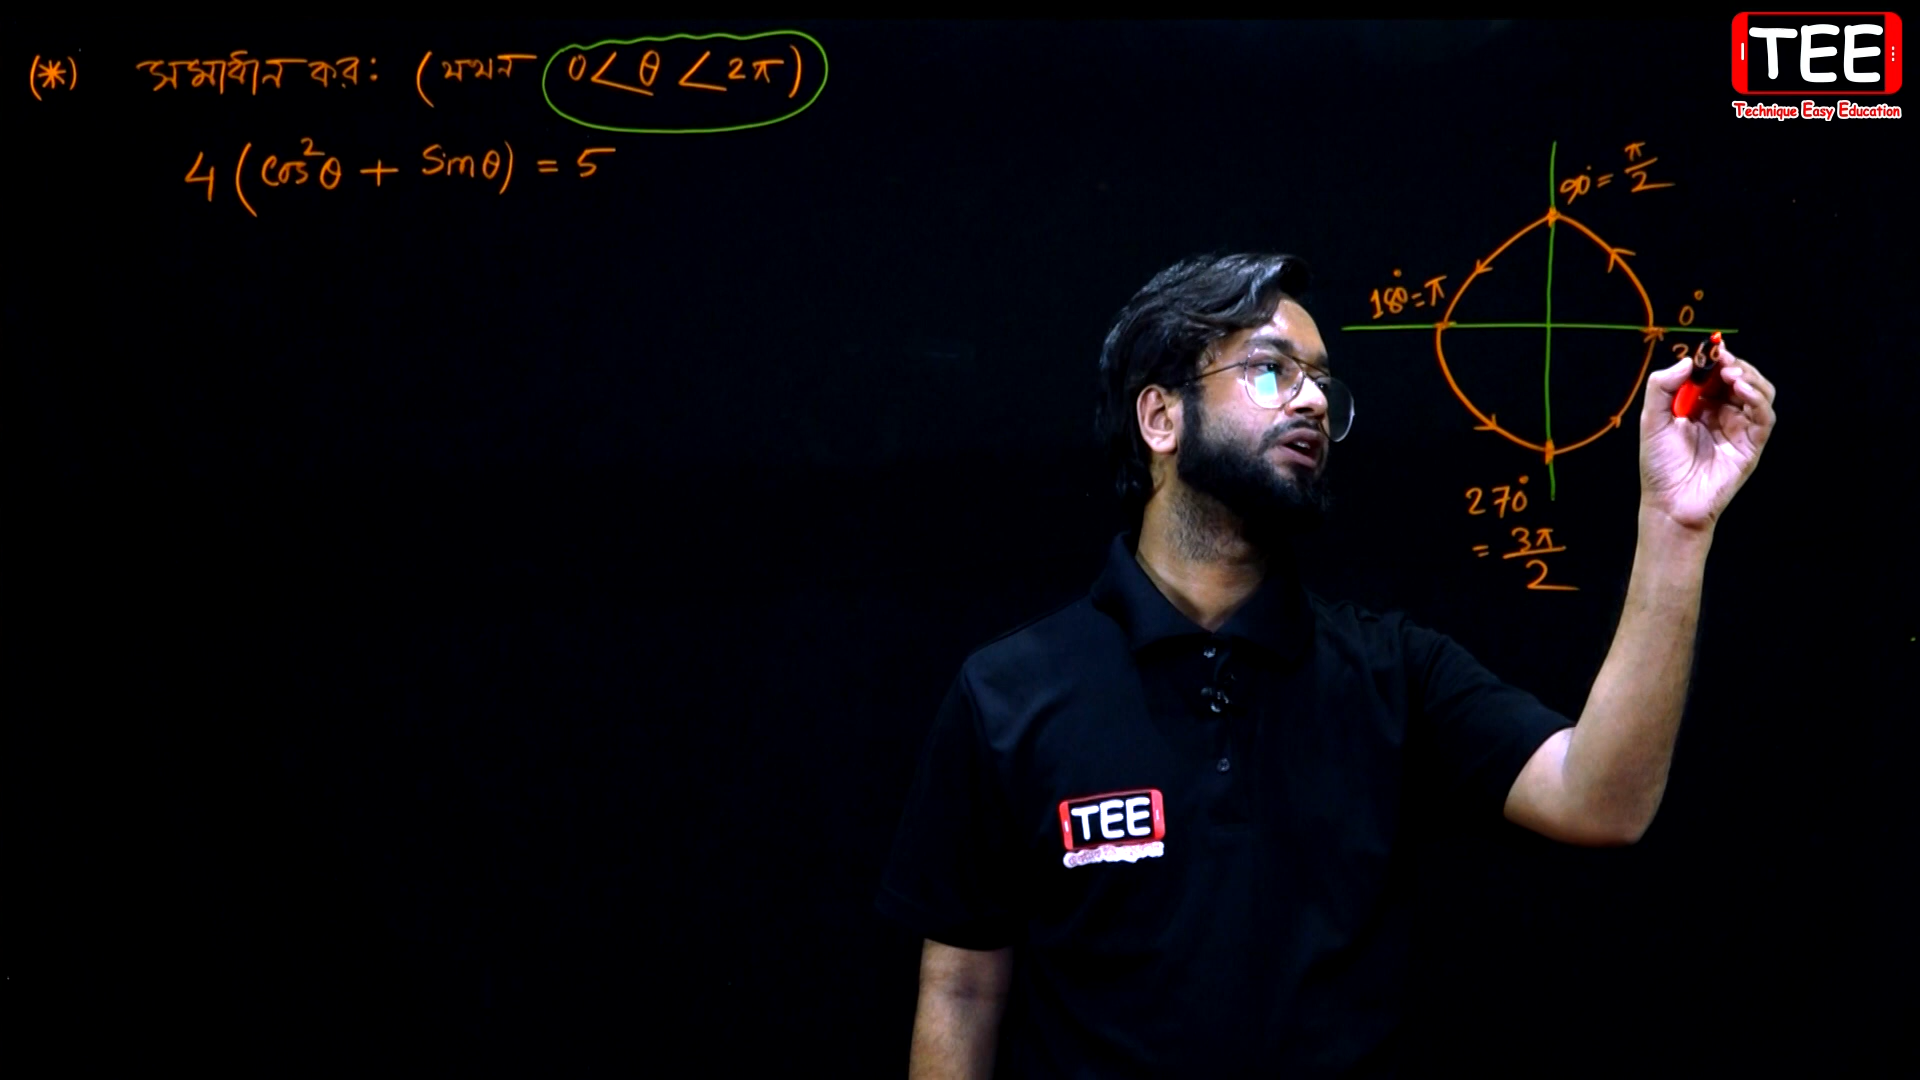 (*) সমাধান কর: (যখন 0 < θ < 2π)
4 (cos²θ + Sinθ) = 5
TEE
Technique Easy Education
90° = π/2
180° = π
0°
360
270°
= 3π/2
TEE